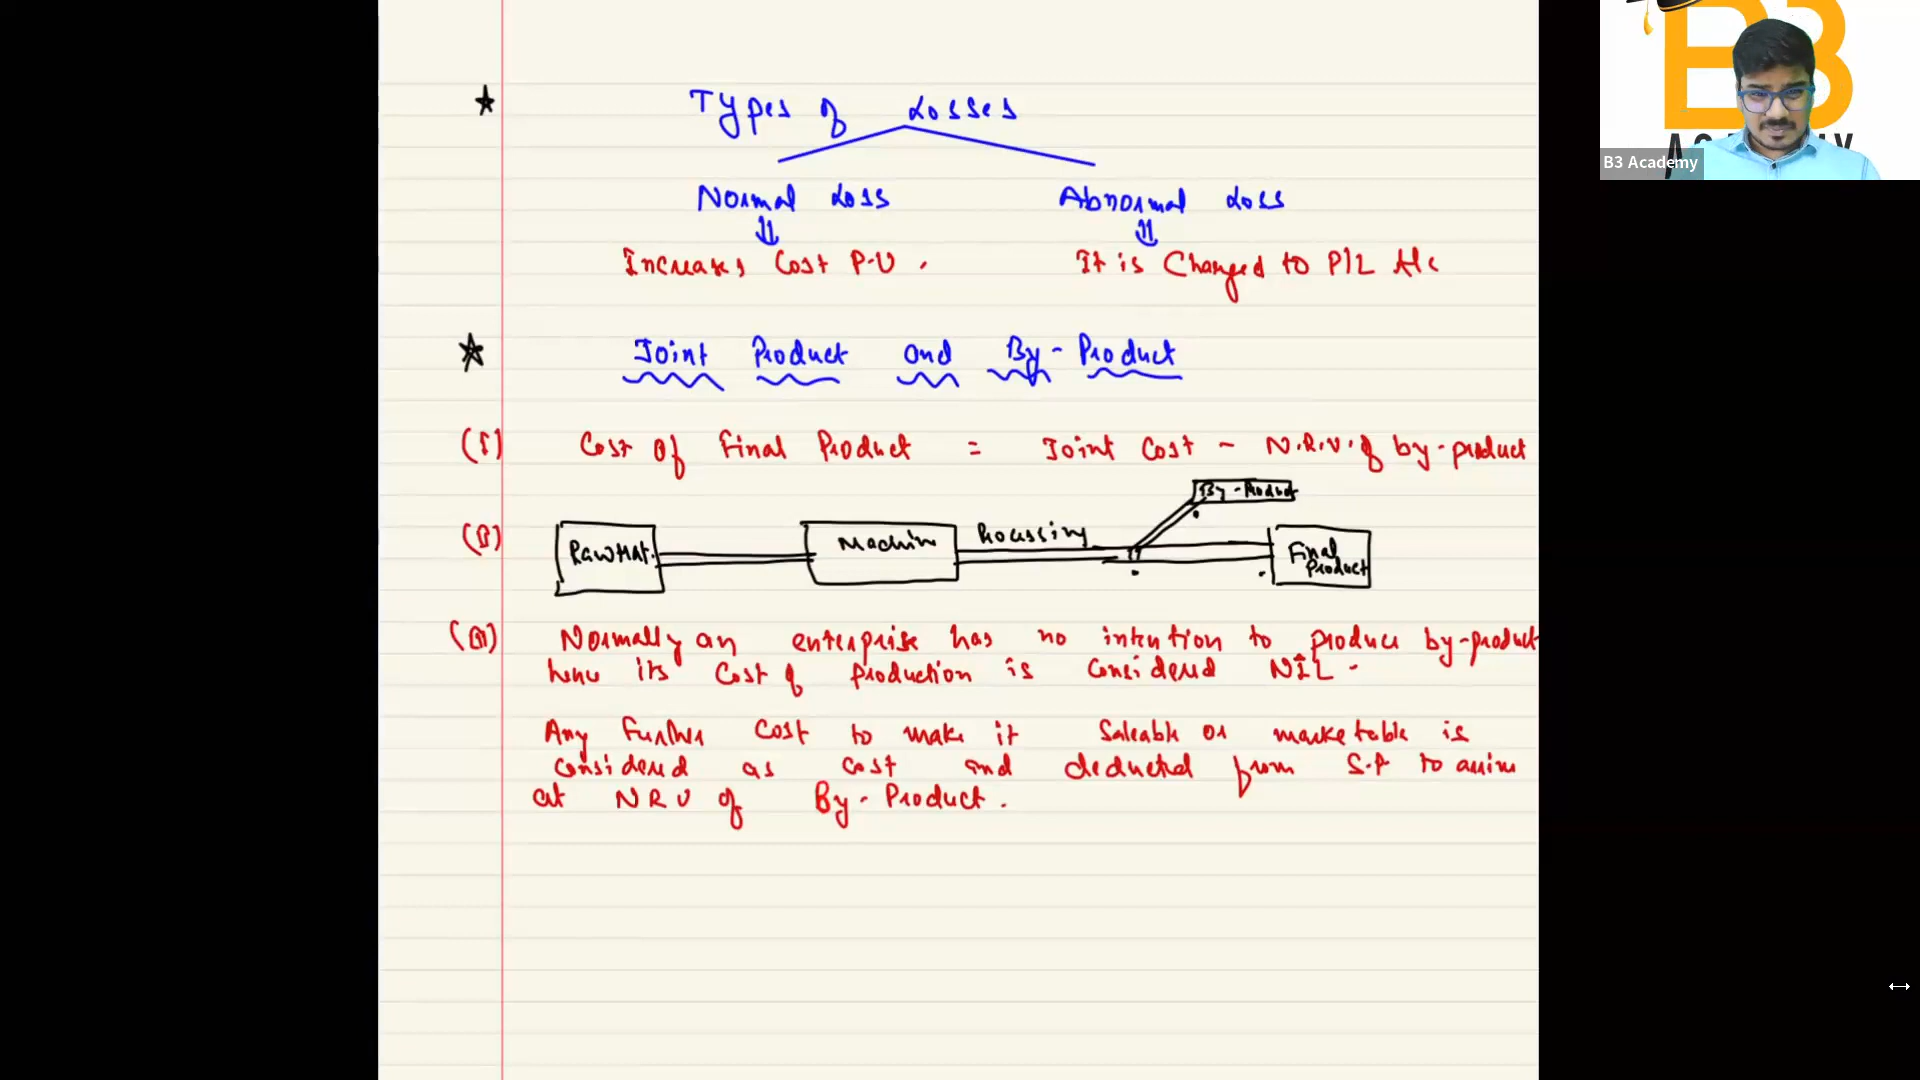 Types of Losses
Normal Loss
Abnormal Loss
Increases Cost P.U.
It is Charged to P/L A/c
Joint Product and By-Product
(I) Cost of Final Product = Joint Cost - N.R.V. of by-product
By-Product
(II) Raw Mat. Machine Processing Final Product
(III) Normally an enterprise has no intention to produce by-product
hence its Cost of production is Considered NIL.
Any Further Cost to make it Saleable or marketable is
Considered as cost and deducted from S.P to arrive
at NRV of By-Product.
B3
B3 Academy